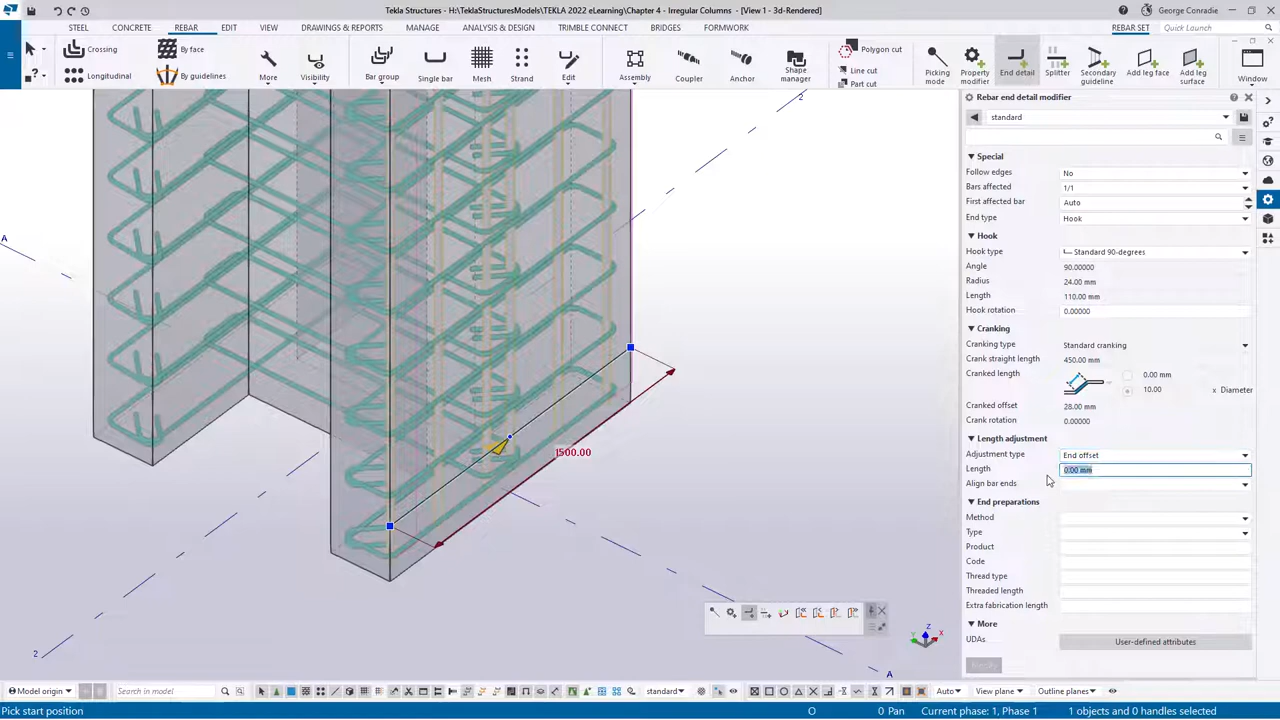 Tekla Structures - H:\TeklaStructuresModels\TEKLA 2022 eLearning\Chapter 4 - Irregular Columns - [View 1 - 3d-Rendered]
George Conradie
STEEL CONCRETE REBAR EDIT VIEW DRAWINGS & REPORTS MANAGE ANALYSIS & DESIGN TRIMBLE CONNECT BRIDGES FORMWORK REBAR SET Quick Launch
Crossing By face Polygon cut
Longitudinal By guidelines More Visibility Bar group Single bar Mesh Strand Edit Assembly Coupler Anchor Shape manager Line cut Picking mode Property modifier End detail Splitter Secondary guideline Add leg face Add leg surface Window
Part cut
Rebar end detail modifier
standard
Special
Follow edges No
Bars affected 1/1
First affected bar Auto
End type Hook
Hook
Hook type Standard 90-degrees
Angle 90.00000
Radius 24.00 mm
Length 110.00 mm
Hook rotation 0.00000
Cranking
Cranking type Standard cranking
Crank straight length 450.00 mm
Cranked length 0.00 mm
10.00 x Diameter
Cranked offset 28.00 mm
Crank rotation 0.00000
Length adjustment
Adjustment type End offset
Length 0.00 mm
Align bar ends
End preparations
Method
Type
Product
Code
Thread type
Threaded length
Extra fabrication length
More
UDAs User-defined attributes
Modify
2
A
1500.00
2
A
Z
Y X
Model origin Search in model standard Auto View plane Outline planes
Pick start position O 0 Pan Current phase: 1, Phase 1 1 objects and 0 handles selected